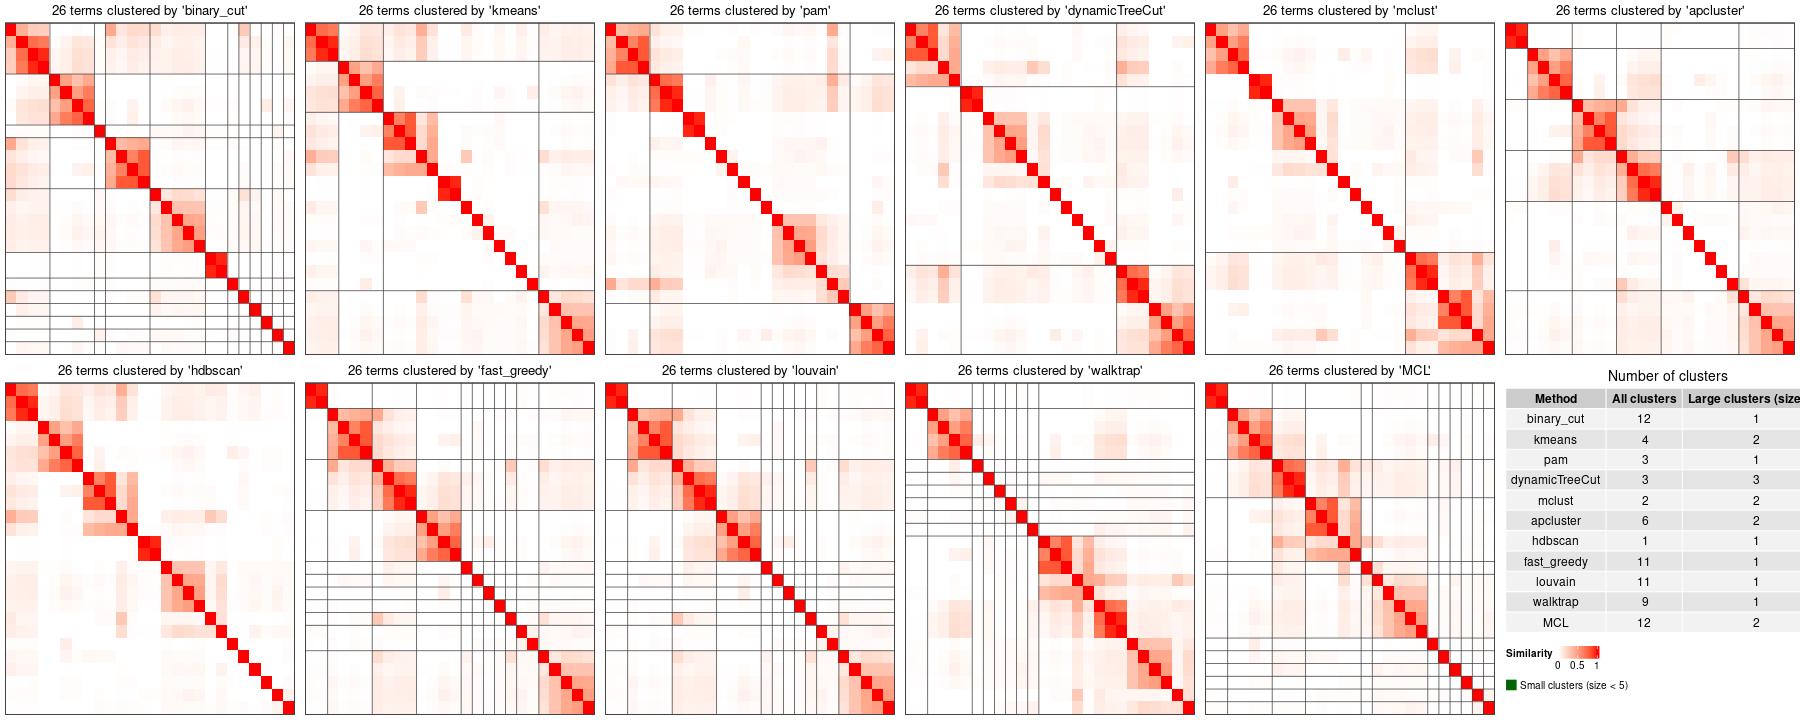 26 terms clustered by 'binary_cut'
26 terms clustered by 'kmeans'
26 terms clustered by 'pam'
26 terms clustered by 'dynamicTreeCut'
26 terms clustered by 'mclust'
26 terms clustered by 'apcluster'
26 terms clustered by 'hdbscan'
26 terms clustered by 'fast_greedy'
26 terms clustered by 'louvain'
26 terms clustered by 'walktrap'
26 terms clustered by 'MCL'
Number of clusters
Method All clusters Large clusters (size
binary_cut 12 1
kmeans 4 2
pam 3 1
dynamicTreeCut 3 3
mclust 2 2
apcluster 6 2
hdbscan 1 1
fast_greedy 11 1
louvain 11 1
walktrap 9 1
MCL 12 2
Similarity
0 0.5 1
Small clusters (size < 5)